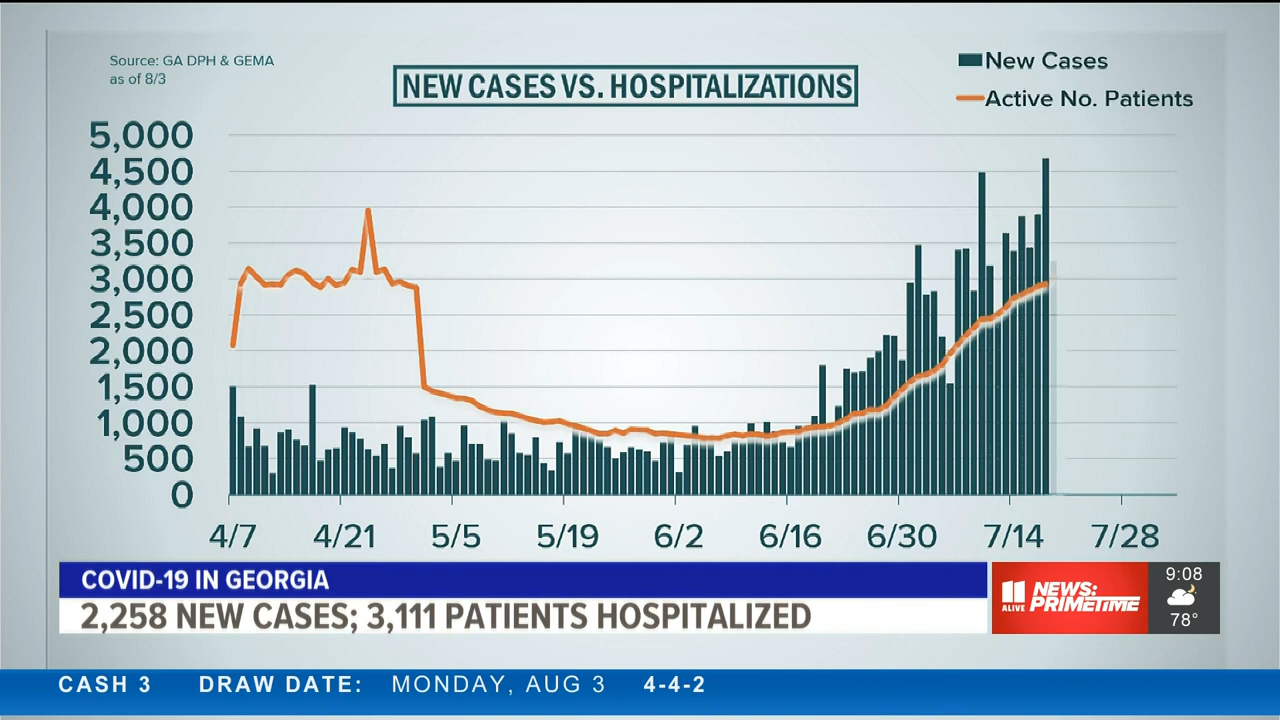 Source: GA DPH & GEMA
as of 8/3
NEW CASES VS. HOSPITALIZATIONS
New Cases
Active No. Patients
5,000
4,500
4,000
3,500
3,000
2,500
2,000
1,500
1,000
500
0
4/7 4/21 5/5 5/19 6/2 6/16 6/30 7/14 7/28
COVID-19 IN GEORGIA
2,258 NEW CASES; 3,111 PATIENTS HOSPITALIZED
11 ALIVE NEWS: PRIMETIME
9:08
78°
CASH 3 DRAW DATE: MONDAY, AUG 3 4-4-2